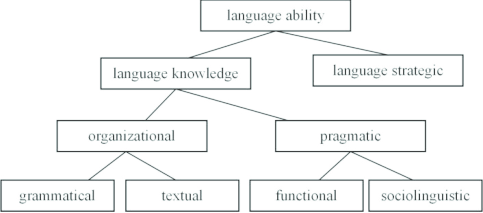 language ability
language knowledge
language strategic
organizational
pragmatic
grammatical
textual
functional
sociolinguistic